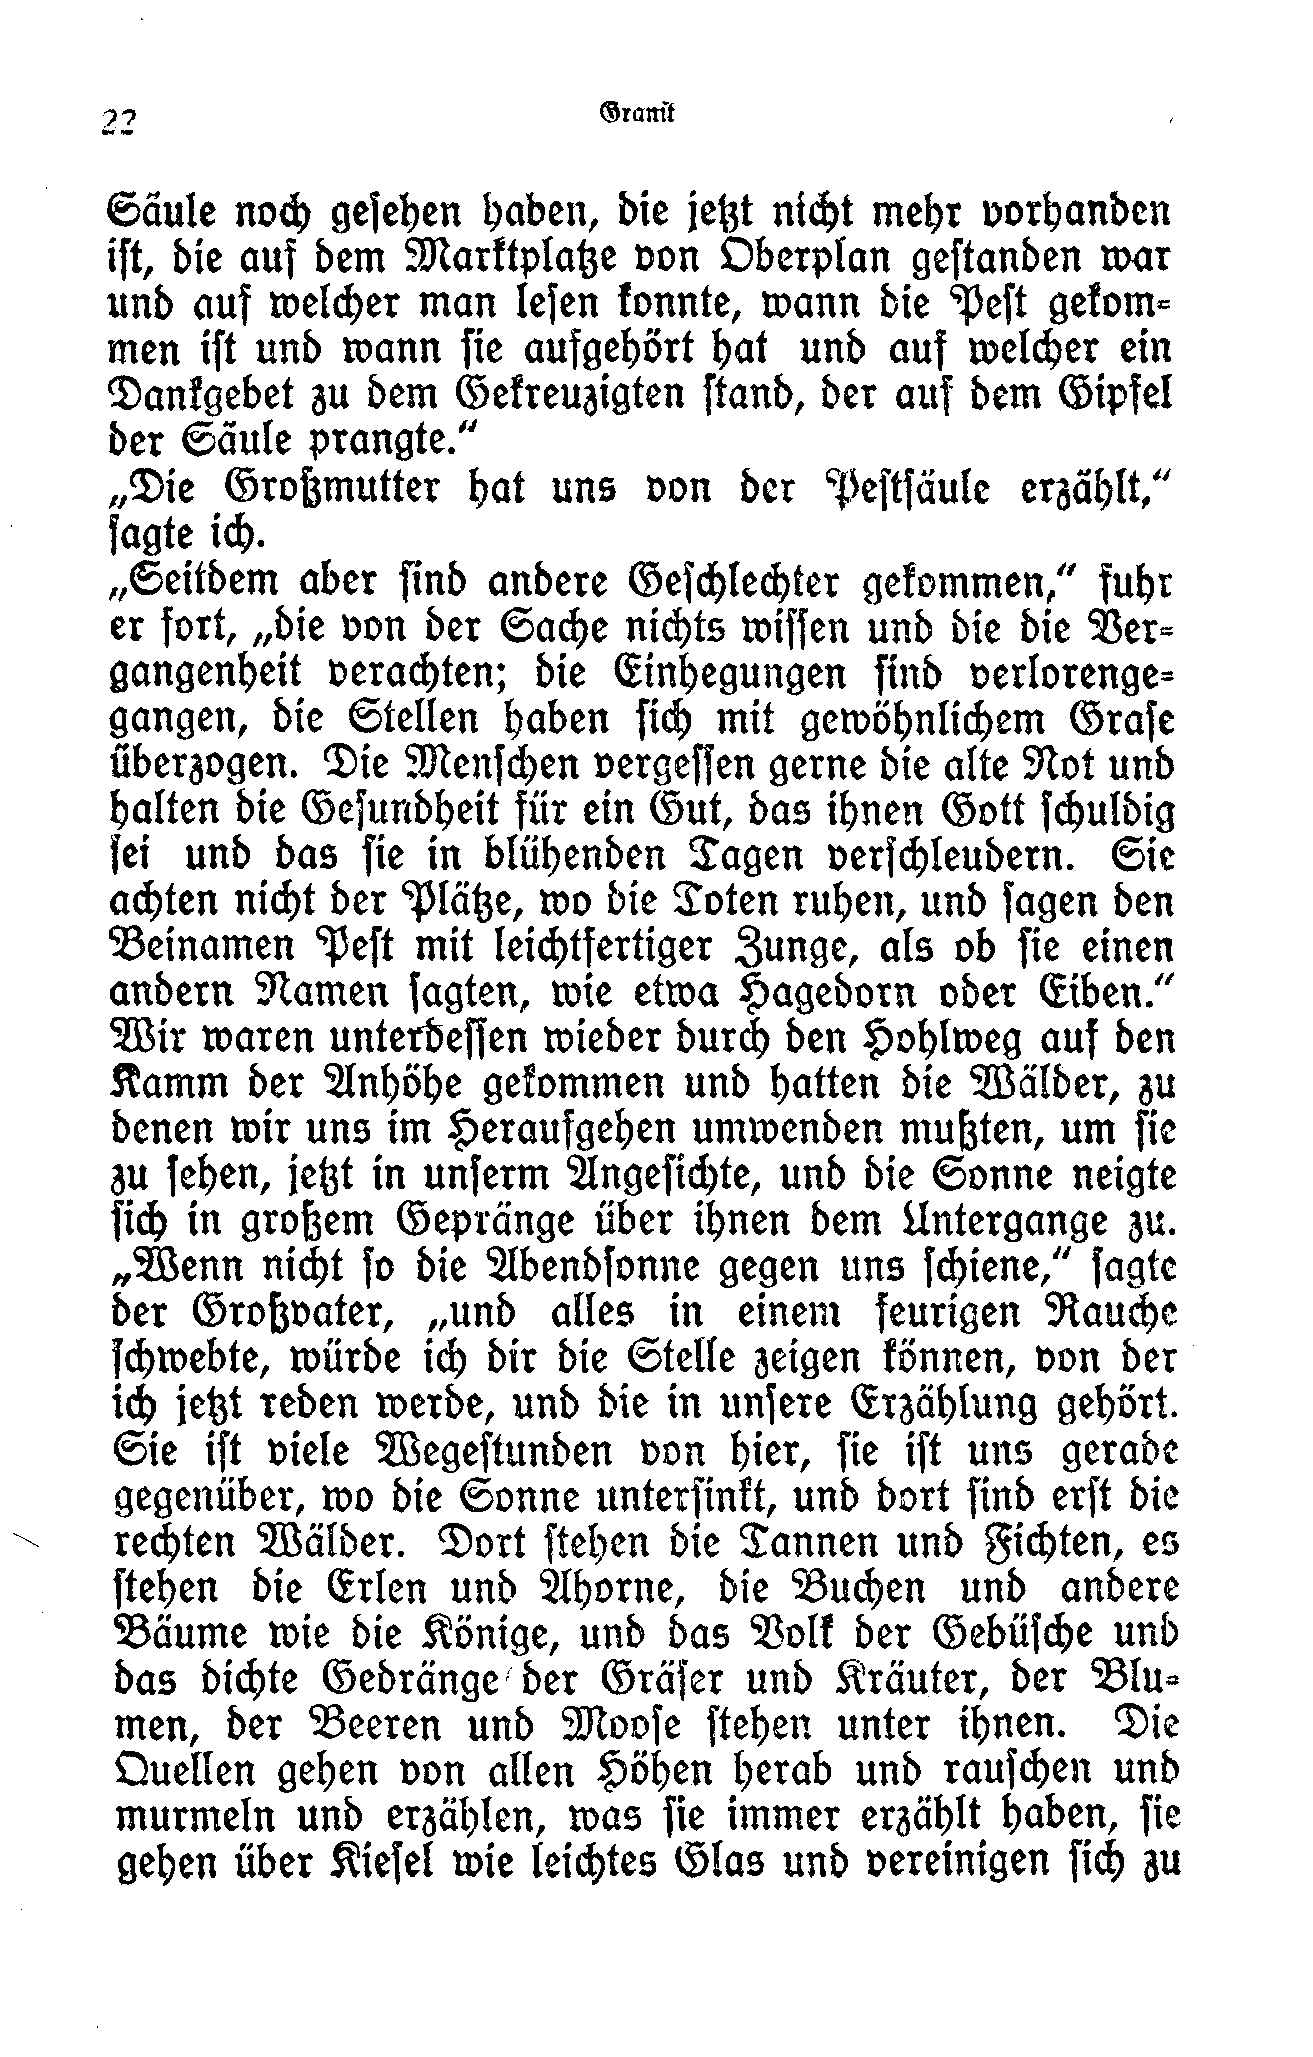 22
Granit
Säule noch gesehen haben, die jetzt nicht mehr vorhanden
ist, die auf dem Marktplatze von Oberplan gestanden war
und auf welcher man lesen konnte, wann die Pest gekom=
men ist und wann sie aufgehört hat und auf welcher ein
Dankgebet zu dem Gekreuzigten stand, der auf dem Gipfel
der Säule prangte.“
„Die Großmutter hat uns von der Pestsäule erzählt,“
sagte ich.
„Seitdem aber sind andere Geschlechter gekommen,“ fuhr
er fort, „die von der Sache nichts wissen und die die Ver=
gangenheit verachten; die Einhegungen sind verlorenge=
gangen, die Stellen haben sich mit gewöhnlichem Grase
überzogen. Die Menschen vergessen gerne die alte Not und
halten die Gesundheit für ein Gut, das ihnen Gott schuldig
sei und das sie in blühenden Tagen verschleudern. Sie
achten nicht der Plätze, wo die Toten ruhen, und sagen den
Beinamen Pest mit leichtfertiger Zunge, als ob sie einen
andern Namen sagten, wie etwa Hagedorn oder Eiben.“
Wir waren unterdessen wieder durch den Hohlweg auf den
Kamm der Anhöhe gekommen und hatten die Wälder, zu
denen wir uns im Heraufgehen umwenden mußten, um sie
zu sehen, jetzt in unserm Angesichte, und die Sonne neigte
sich in großem Gepränge über ihnen dem Untergange zu.
„Wenn nicht so die Abendsonne gegen uns schiene,“ sagte
der Großvater, „und alles in einem feurigen Rauche
schwebte, würde ich dir die Stelle zeigen können, von der
ich jetzt reden werde, und die in unsere Erzählung gehört.
Sie ist viele Wegestunden von hier, sie ist uns gerade
gegenüber, wo die Sonne untersinkt, und dort sind erst die
rechten Wälder. Dort stehen die Tannen und Fichten, es
stehen die Erlen und Ahorne, die Buchen und andere
Bäume wie die Könige, und das Volk der Gebüsche und
das dichte Gedränge der Gräser und Kräuter, der Blu=
men, der Beeren und Moose stehen unter ihnen. Die
Quellen gehen von allen Höhen herab und rauschen und
murmeln und erzählen, was sie immer erzählt haben, sie
gehen über Kiesel wie leichtes Glas und vereinigen sich zu